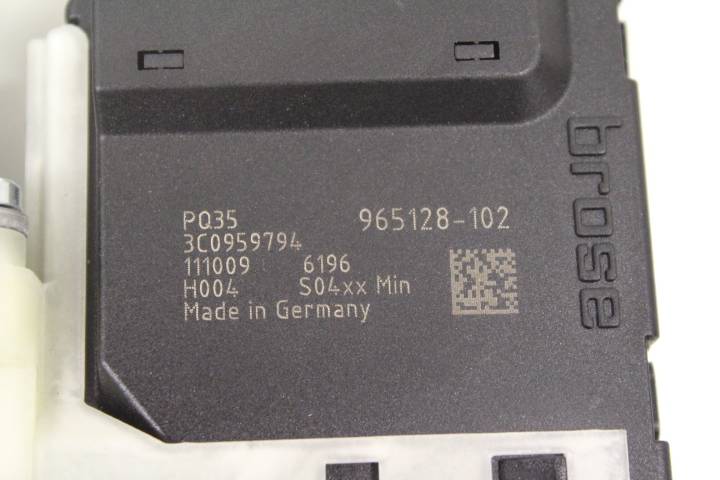 PQ35 965128-102
3C0959794
111009 6196
H004 S04xx Min
Made in Germany
brose